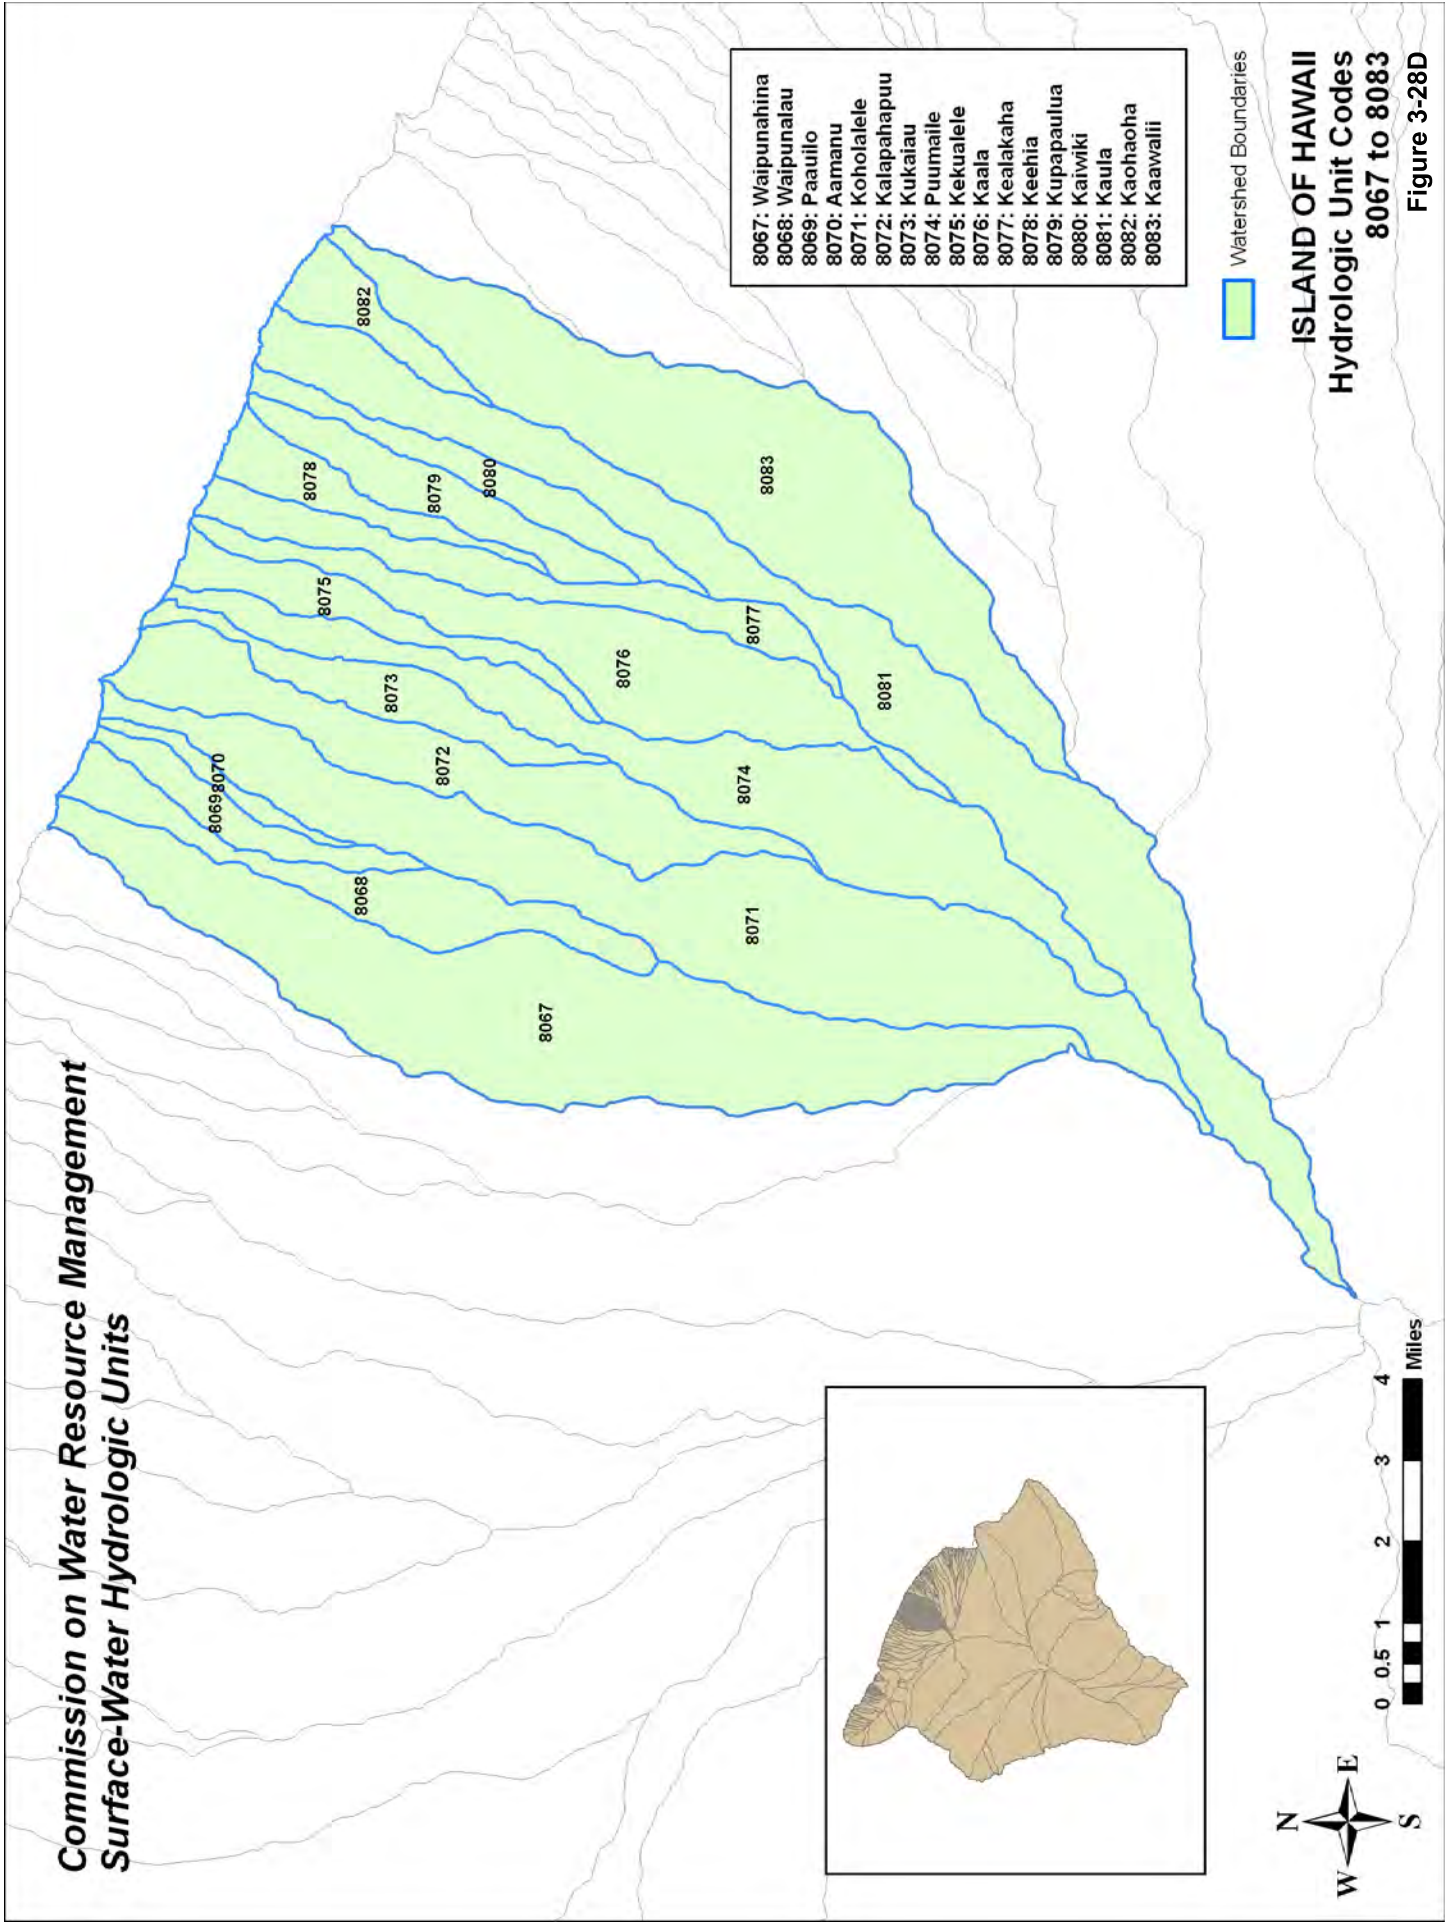 Commission on Water Resource Management
Surface-Water Hydrologic Units
8067
8068
8069
8070
8071
8072
8073
8074
8075
8076
8077
8078
8079
8080
8081
8082
8083
8067: Waipunahina
8068: Waipunalau
8069: Paauilo
8070: Aamanu
8071: Koholalele
8072: Kalapahapuu
8073: Kukaiau
8074: Puumaile
8075: Kekualele
8076: Kaala
8077: Kealakaha
8078: Keehia
8079: Kupapaulua
8080: Kaiwiki
8081: Kaula
8082: Kaohaoha
8083: Kaawalii
Watershed Boundaries
ISLAND OF HAWAII
Hydrologic Unit Codes
8067 to 8083
Figure 3-28D
N
W E
S
0 0.5 1 2 3 4
Miles